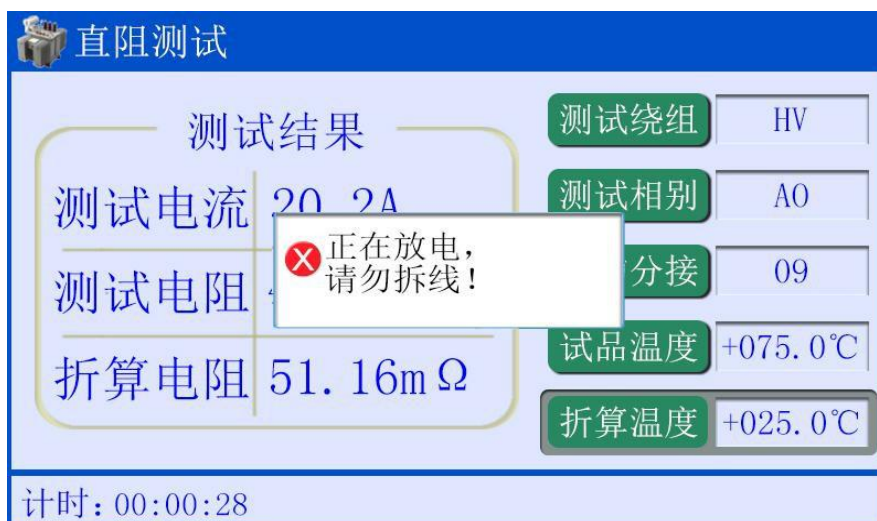 直阻测试
测试结果
测试电流 20.2A
测试电阻
折算电阻 51.16mΩ
正在放电，
请勿拆线！
测试绕组 HV
测试相别 AO
分接 09
试品温度 +075.0℃
折算温度 +025.0℃
计时：00:00:28